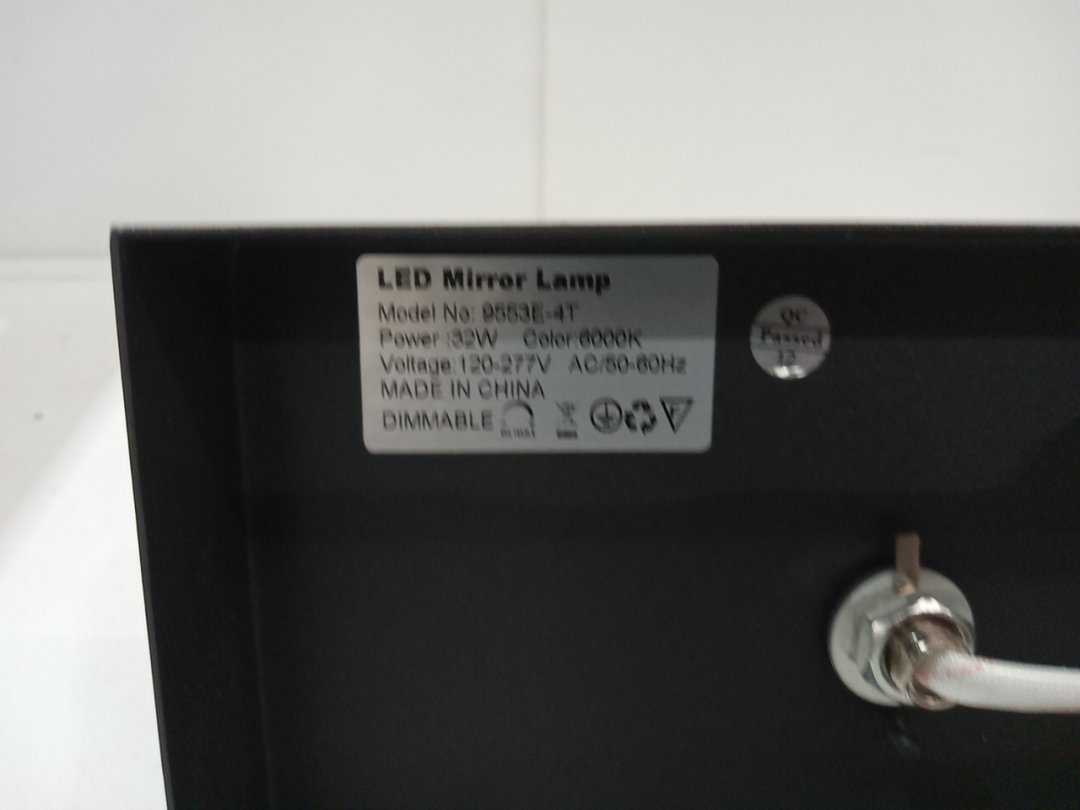 LED Mirror Lamp
Model No: 9553E-4T
Power :32W Color:6000K
Voltage:120-277V AC/50-60Hz
MADE IN CHINA
DIMMABLE
F
QC
Passed